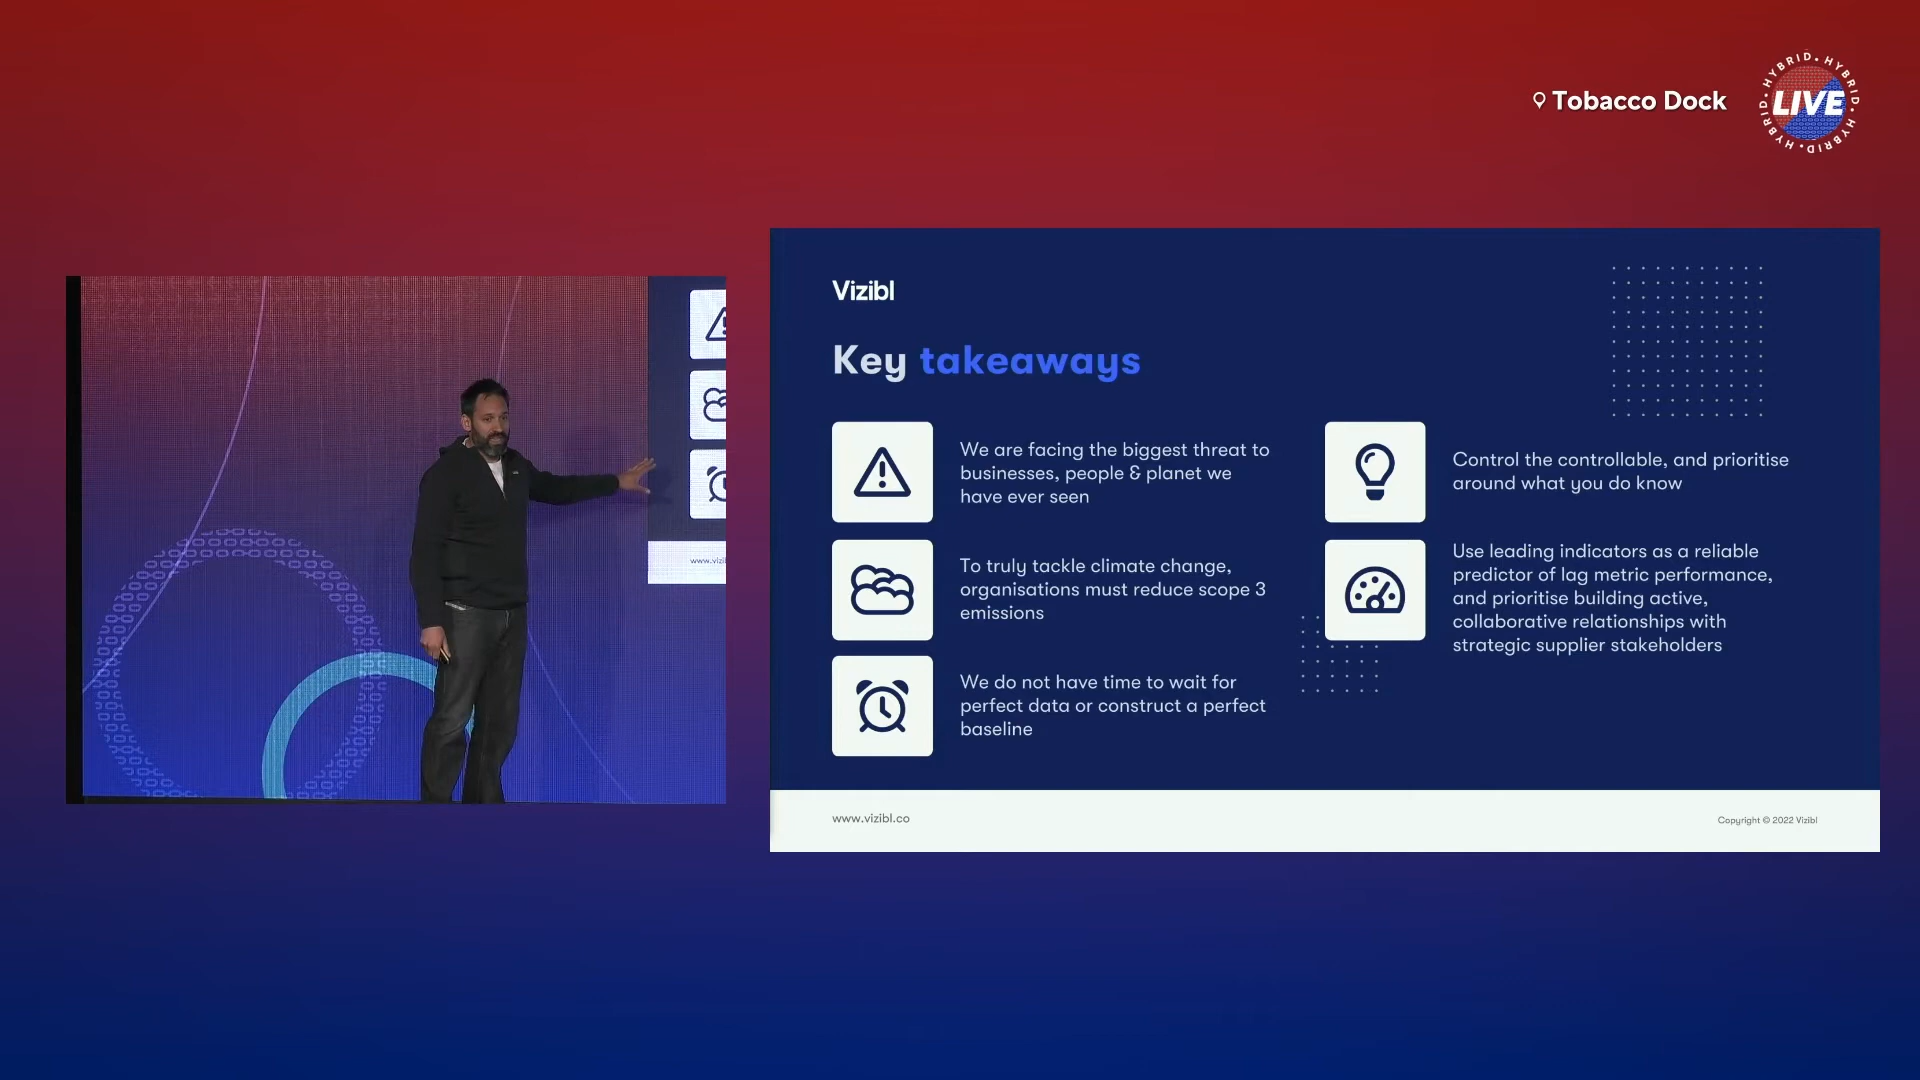 Tobacco Dock
HYBRID • HYBRID • HYBRID • HYBRID •
LIVE
Vizibl
Key takeaways
We are facing the biggest threat to
businesses, people & planet we
have ever seen
To truly tackle climate change,
organisations must reduce scope 3
emissions
We do not have time to wait for
perfect data or construct a perfect
baseline
Control the controllable, and prioritise
around what you do know
Use leading indicators as a reliable
predictor of lag metric performance,
and prioritise building active,
collaborative relationships with
strategic supplier stakeholders
www.vizibl.co
Copyright © 2022 Vizibl